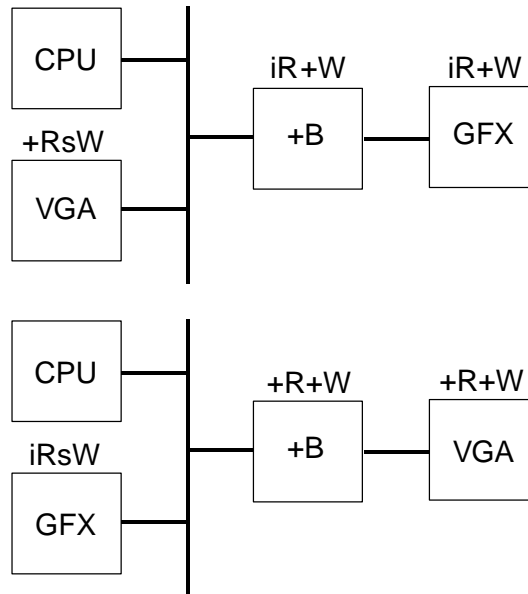 CPU
iR+W
iR+W
+B
GFX
+RsW
VGA
CPU
+R+W
+R+W
+B
VGA
iRsW
GFX